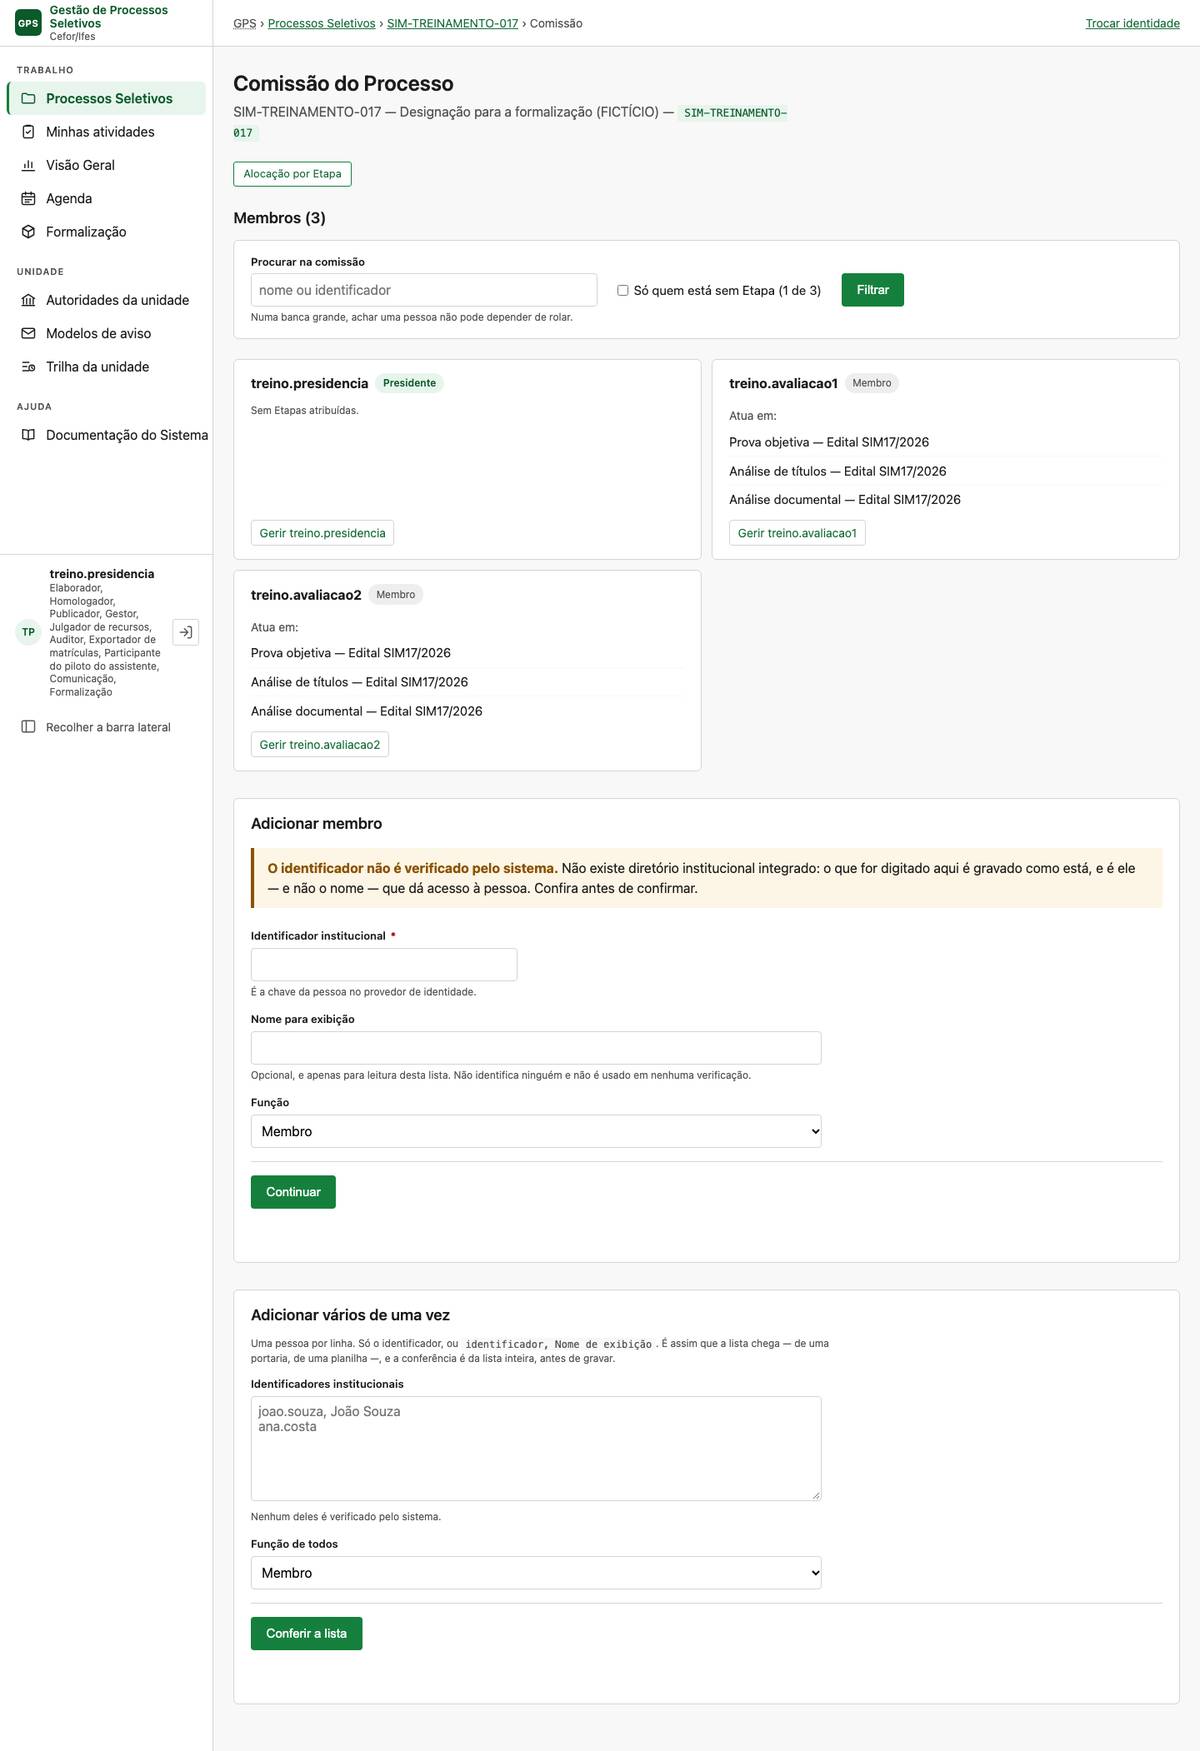 GPS
Gestão de Processos
Seletivos
Cefor/Ifes
GPS › Processos Seletivos › SIM-TREINAMENTO-017 › Comissão
Trocar identidade
TRABALHO
Processos Seletivos
Minhas atividades
Visão Geral
Agenda
Formalização
UNIDADE
Autoridades da unidade
Modelos de aviso
Trilha da unidade
AJUDA
Documentação do Sistema
TP
treino.presidencia
Elaborador,
Homologador,
Publicador, Gestor,
Julgador de recursos,
Auditor, Exportador de
matrículas, Participante
do piloto do assistente,
Comunicação,
Formalização
Recolher a barra lateral
Comissão do Processo
SIM-TREINAMENTO-017 — Designação para a formalização (FICTÍCIO) — SIM-TREINAMENTO-
017
Alocação por Etapa
Membros (3)
Procurar na comissão
nome ou identificador
Só quem está sem Etapa (1 de 3)
Filtrar
Numa banca grande, achar uma pessoa não pode depender de rolar.
treino.presidencia Presidente
Sem Etapas atribuídas.
Gerir treino.presidencia
treino.avaliacao1 Membro
Atua em:
Prova objetiva — Edital SIM17/2026
Análise de títulos — Edital SIM17/2026
Análise documental — Edital SIM17/2026
Gerir treino.avaliacao1
treino.avaliacao2 Membro
Atua em:
Prova objetiva — Edital SIM17/2026
Análise de títulos — Edital SIM17/2026
Análise documental — Edital SIM17/2026
Gerir treino.avaliacao2
Adicionar membro
O identificador não é verificado pelo sistema. Não existe diretório institucional integrado: o que for digitado aqui é gravado como está, e é ele
— e não o nome — que dá acesso à pessoa. Confira antes de confirmar.
Identificador institucional *
É a chave da pessoa no provedor de identidade.
Nome para exibição
Opcional, e apenas para leitura desta lista. Não identifica ninguém e não é usado em nenhuma verificação.
Função
Membro
Continuar
Adicionar vários de uma vez
Uma pessoa por linha. Só o identificador, ou identificador, Nome de exibição . É assim que a lista chega — de uma
portaria, de uma planilha —, e a conferência é da lista inteira, antes de gravar.
Identificadores institucionais
joao.souza, João Souza
ana.costa
Nenhum deles é verificado pelo sistema.
Função de todos
Membro
Conferir a lista